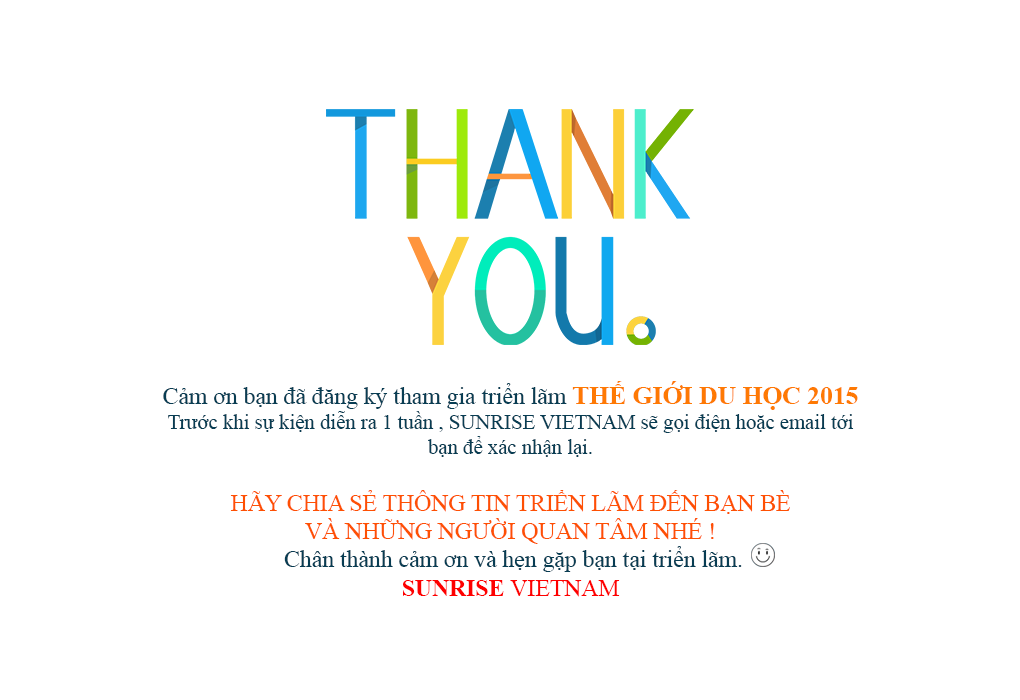 THANK
YOU.
Cảm ơn bạn đã đăng ký tham gia triển lãm THẾ GIỚI DU HỌC 2015
Trước khi sự kiện diễn ra 1 tuần , SUNRISE VIETNAM sẽ gọi điện hoặc email tới
bạn để xác nhận lại.
HÃY CHIA SẺ THÔNG TIN TRIỂN LÃM ĐẾN BẠN BÈ
VÀ NHỮNG NGƯỜI QUAN TÂM NHÉ !
Chân thành cảm ơn và hẹn gặp bạn tại triển lãm.
SUNRISE VIETNAM